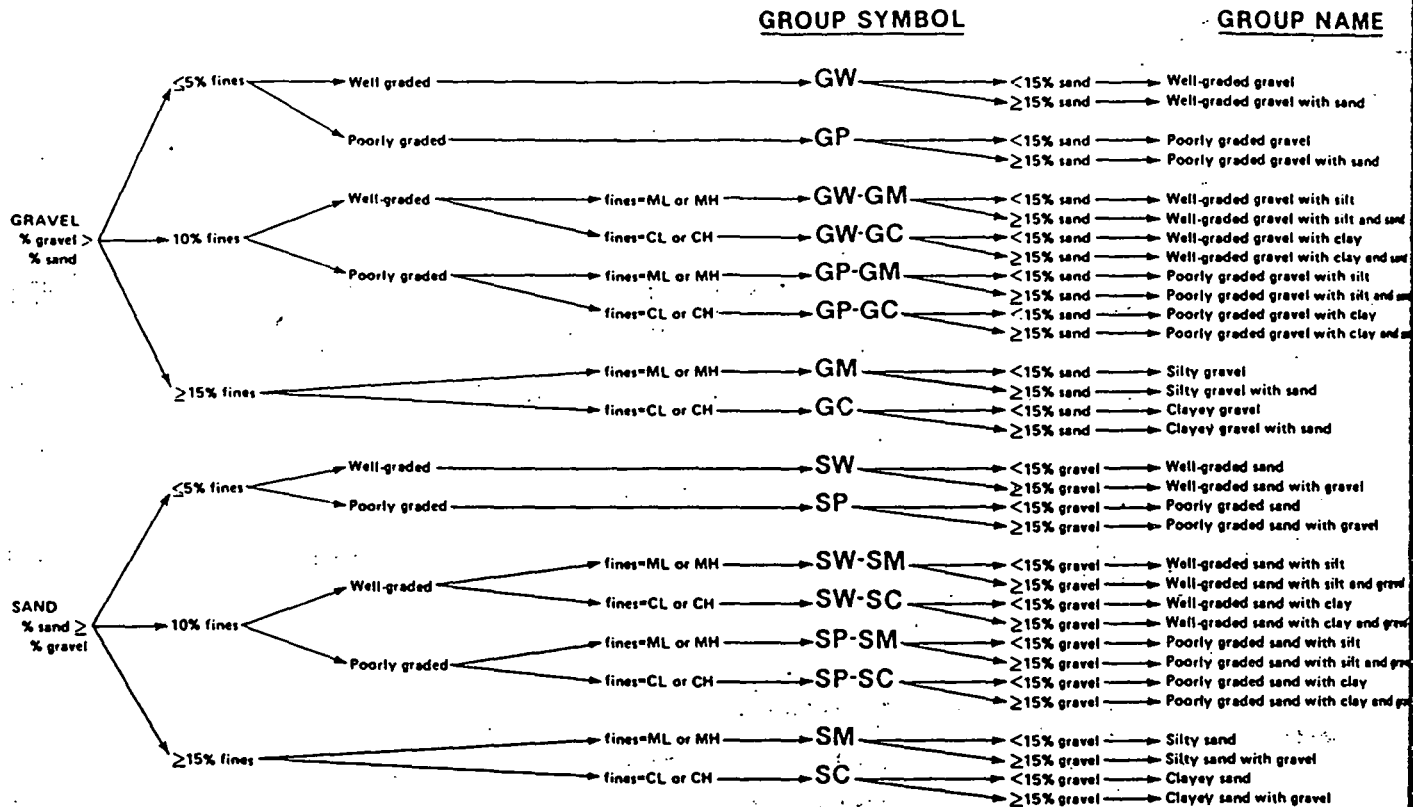 GROUP SYMBOL GROUP NAME
≤5% fines Well graded GW <15% sand Well-graded gravel
≥15% sand Well-graded gravel with sand
Poorly graded GP <15% sand Poorly graded gravel
≥15% sand Poorly graded gravel with sand
Well-graded fines=ML or MH GW-GM <15% sand Well-graded gravel with silt
≥15% sand Well-graded gravel with silt and sand
GRAVEL
% gravel >
% sand
10% fines fines=CL or CH GW-GC <15% sand Well-graded gravel with clay
≥15% sand Well-graded gravel with clay and sand
Poorly graded fines=ML or MH GP-GM <15% sand Poorly graded gravel with silt
≥15% sand Poorly graded gravel with silt and
fines=CL or CH GP-GC <15% sand Poorly graded gravel with clay
≥15% sand Poorly graded gravel with clay and
≥15% fines fines=ML or MH GM <15% sand Silty gravel
≥15% sand Silty gravel with sand
fines=CL or CH GC <15% sand Clayey gravel
≥15% sand Clayey gravel with sand
≤5% fines Well-graded SW <15% gravel Well-graded sand
≥15% gravel Well-graded sand with gravel
Poorly graded SP <15% gravel Poorly graded sand
≥15% gravel Poorly graded sand with gravel
Well-graded fines=ML or MH SW-SM <15% gravel Well-graded sand with silt
≥15% gravel Well-graded sand with silt and gravel
fines=CL or CH SW-SC <15% gravel Well-graded sand with clay
SAND
% sand ≥
% gravel
10% fines ≥15% gravel Well-graded sand with clay and
Poorly graded fines=ML or MH SP-SM <15% gravel Poorly graded sand with silt
≥15% gravel Poorly graded sand with silt and
fines=CL or CH SP-SC <15% gravel Poorly graded sand with clay
≥15% gravel Poorly graded sand with clay and
≥15% fines fines=ML or MH SM <15% gravel Silty sand
≥15% gravel Silty sand with gravel
fines=CL or CH SC <15% gravel Clayey sand
≥15% gravel Clayey sand with gravel